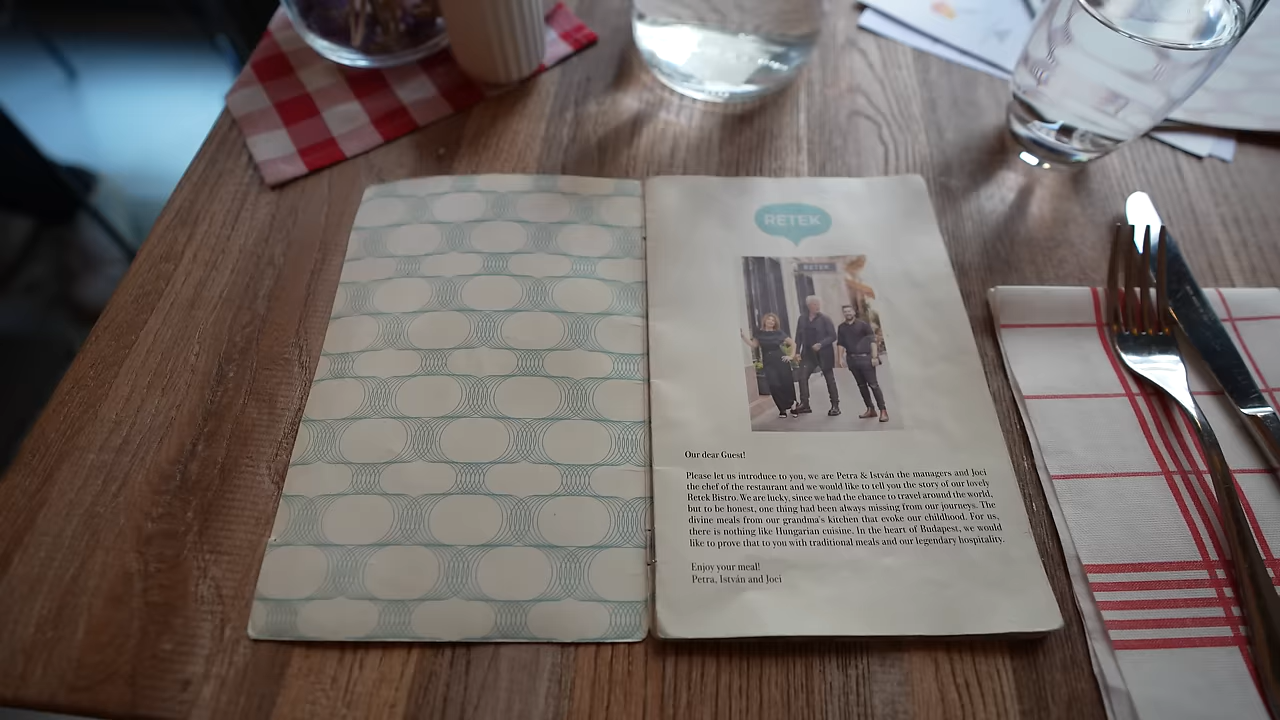 RETEK
RETEK
Our dear Guest!
Please let us introduce to you, we are Petra & István the managers and Joci
the chef of the restaurant and we would like to tell you the story of our lovely
Retek Bistro. We are lucky, since we had the chance to travel around the world,
but to be honest, one thing had been always missing from our journeys. The
divine meals from our grandma's kitchen that evoke our childhood. For us,
there is nothing like Hungarian cuisine. In the heart of Budapest, we would
like to prove that to you with traditional meals and our legendary hospitality.
Enjoy your meal!
Petra, István and Joci